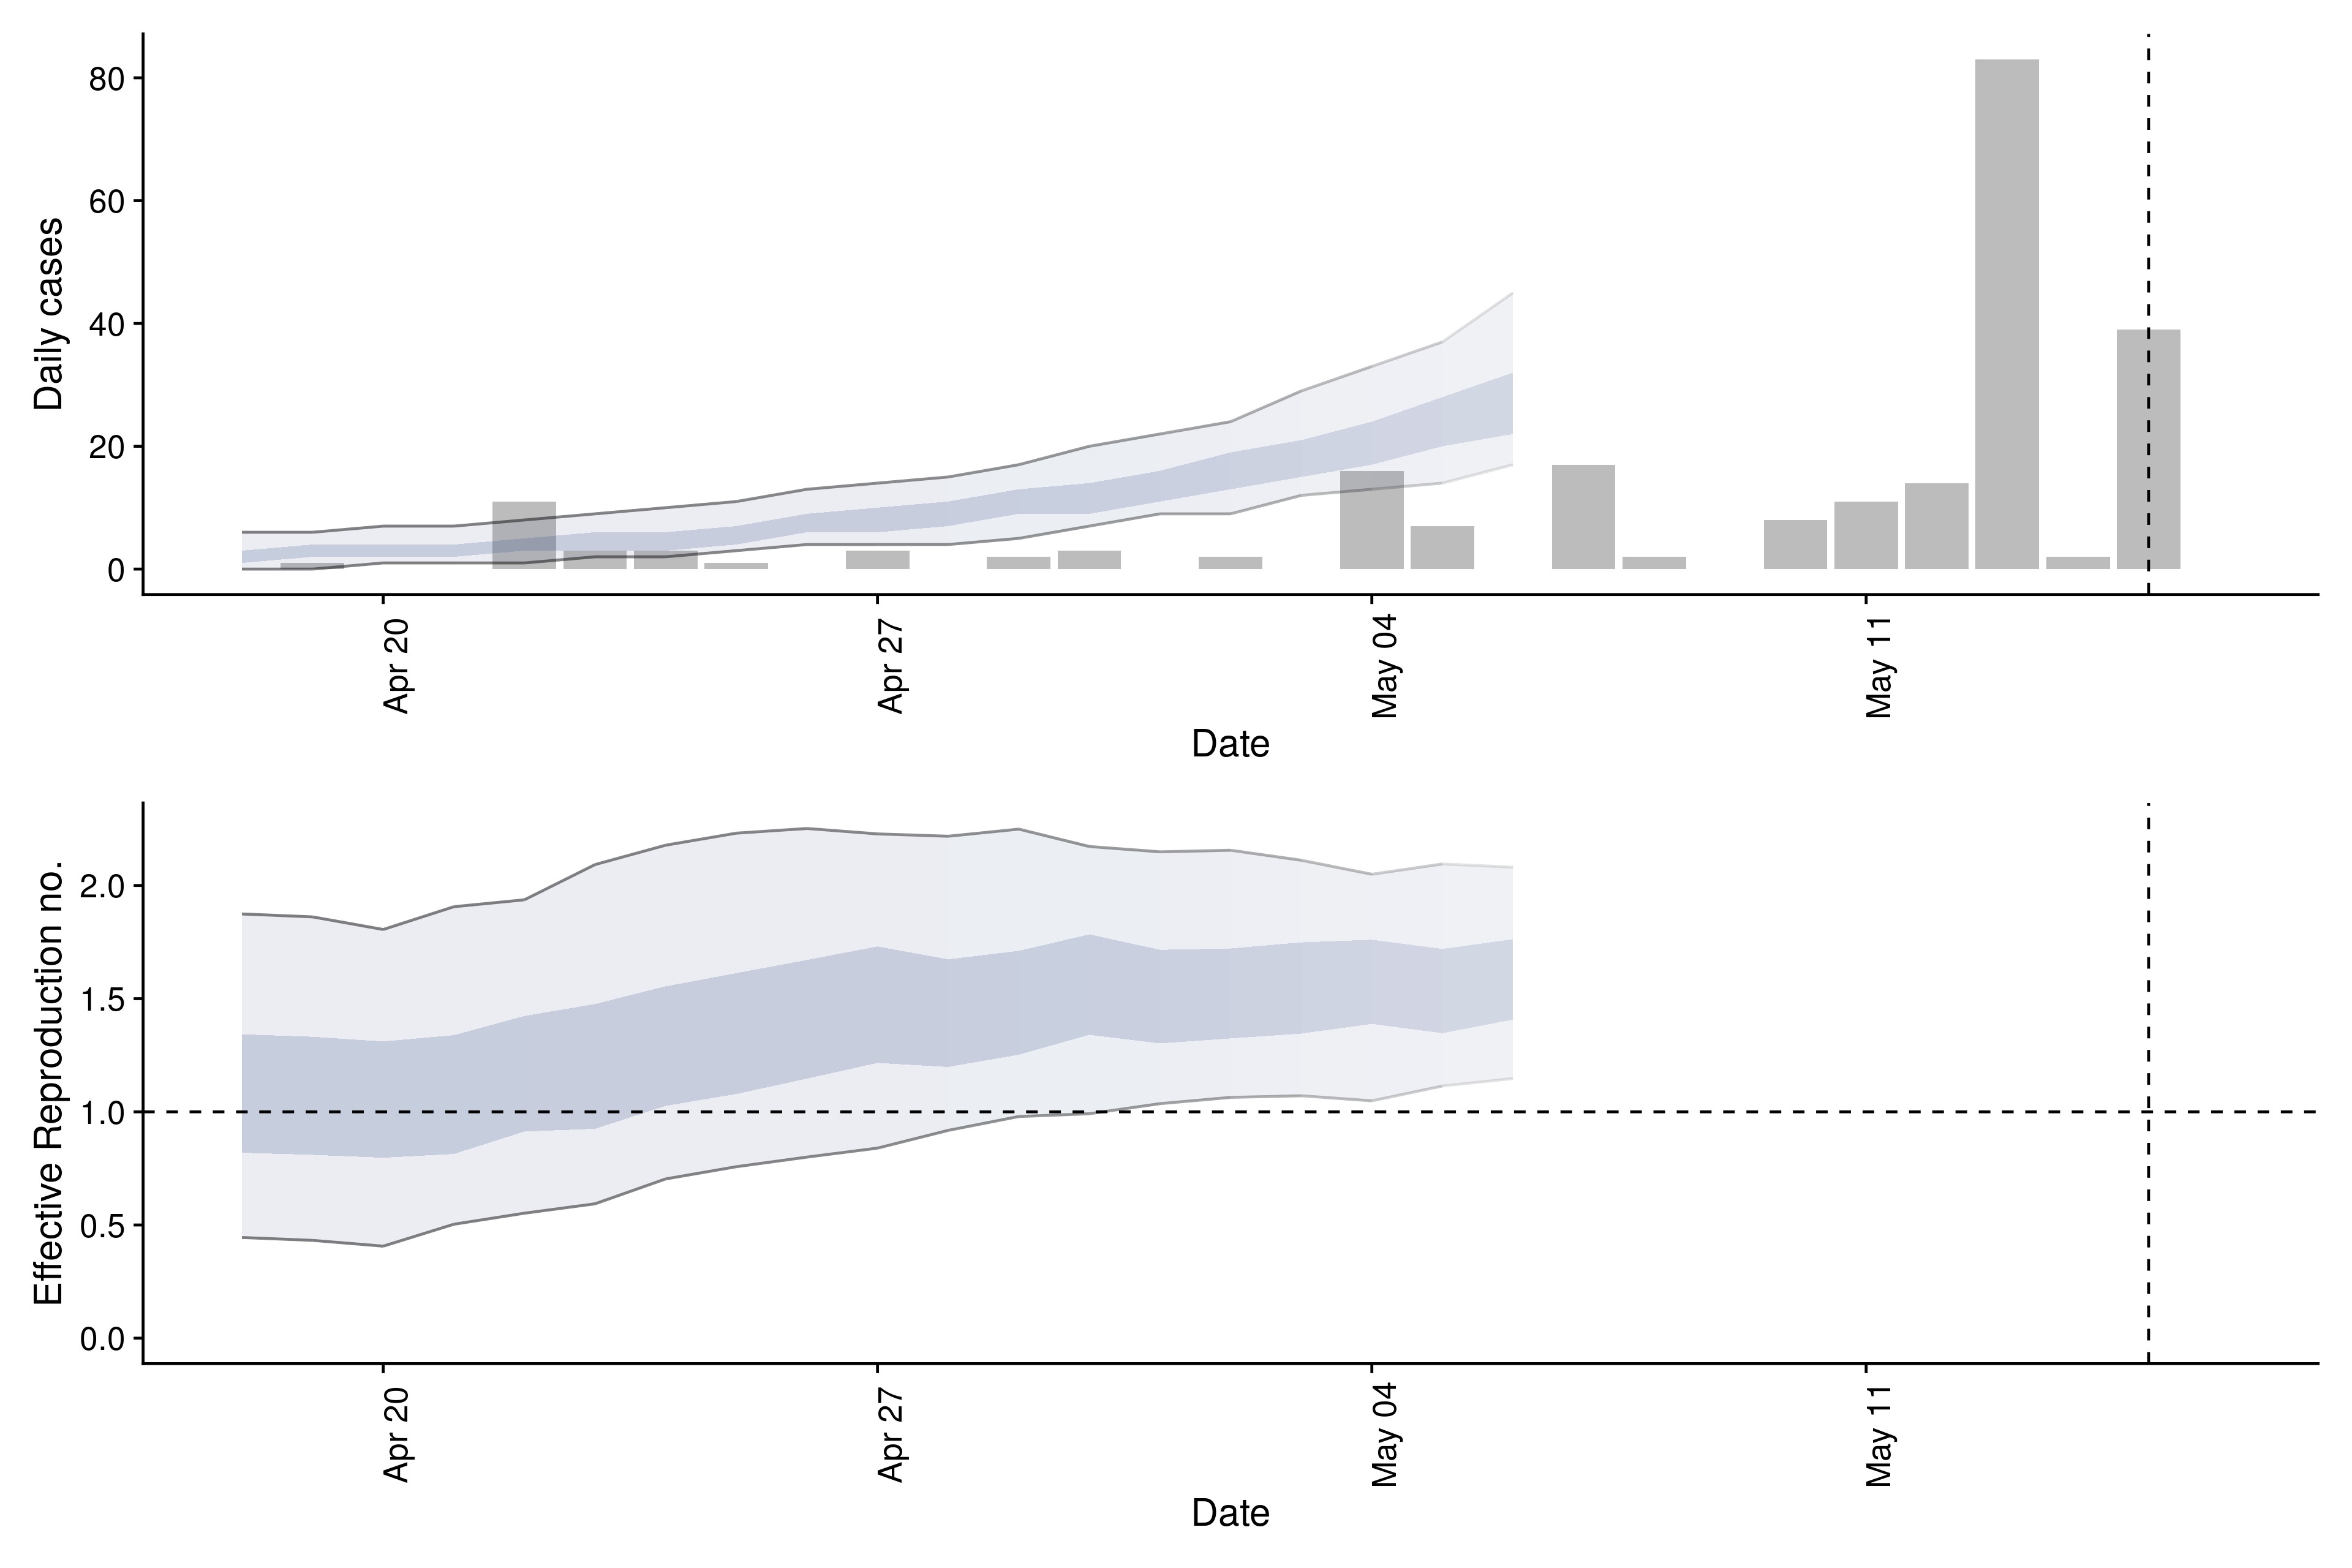 80
60
40
20
0
Daily cases
Apr 20
Apr 27
May 04
May 11
Date
2.0
1.5
1.0
0.5
0.0
Effective Reproduction no.
Apr 20
Apr 27
May 04
May 11
Date